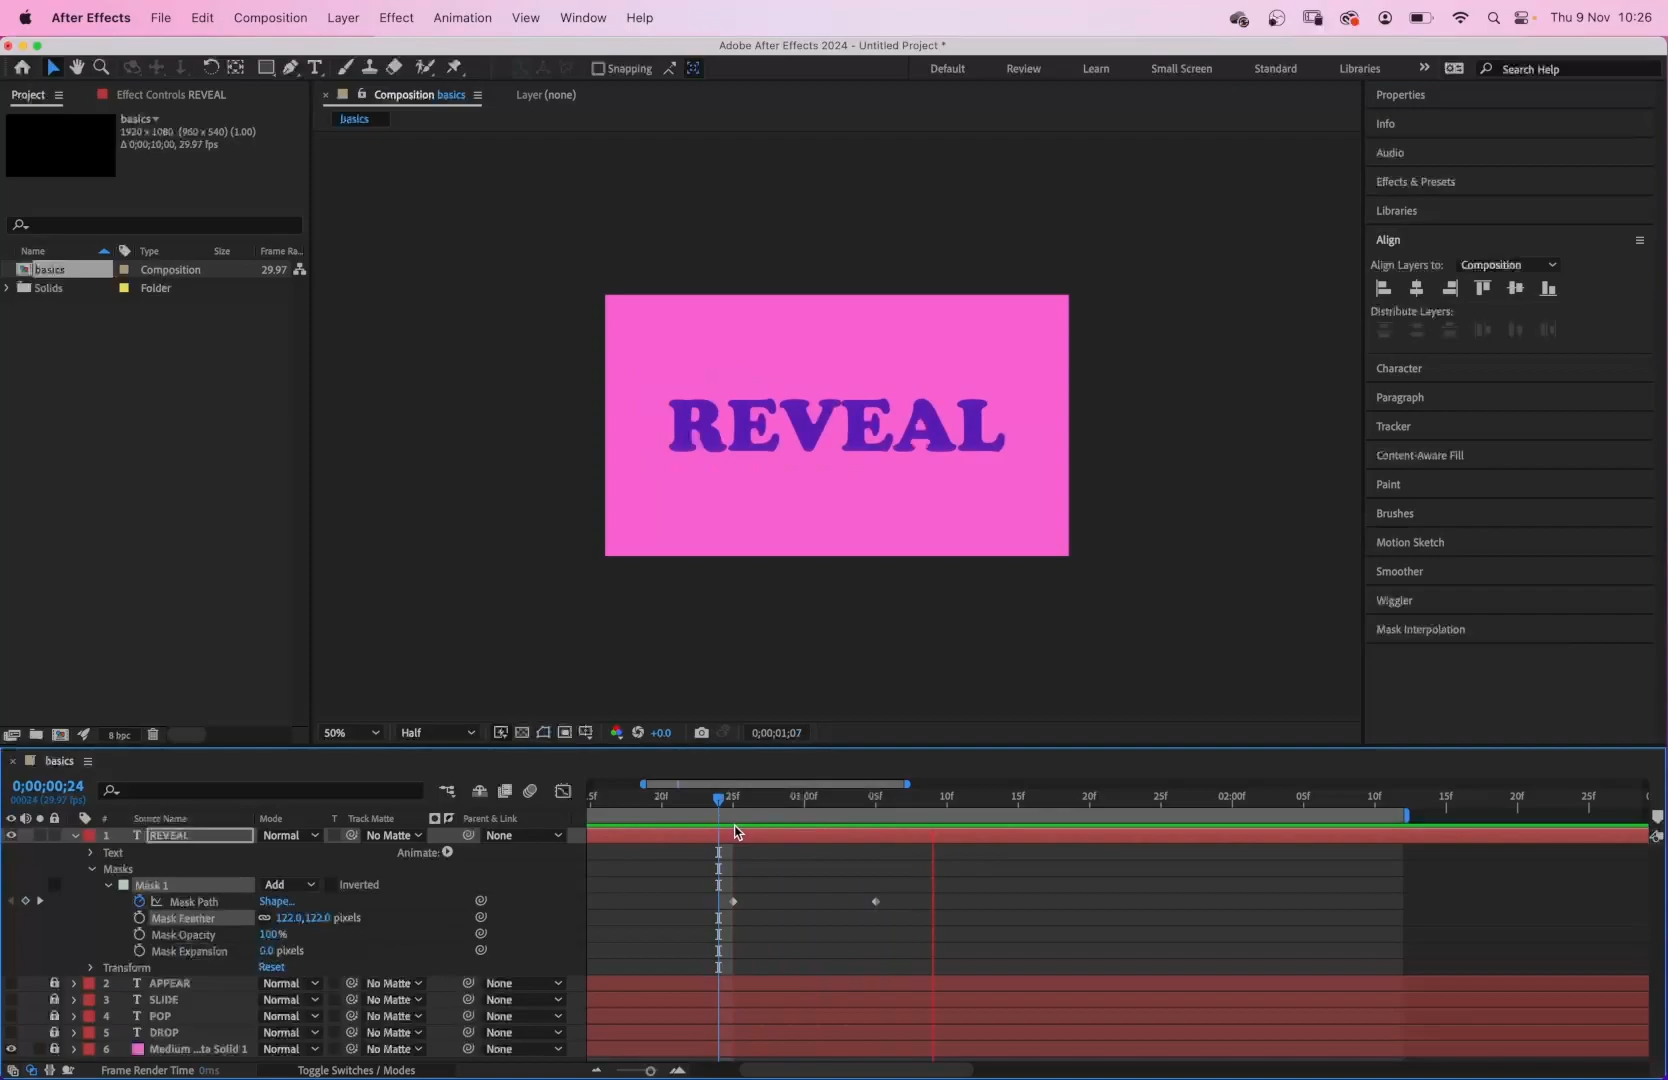 After Effects File Edit Composition Layer Effect Animation View Window Help Thu 9 Nov 10:26
Adobe After Effects 2024 - Untitled Project *
Snapping Default Review Learn Small Screen Standard Libraries Search Help
Project Effect Controls REVEAL Composition basics Layer (none) Properties
basics
1920 x 1080 (960 x 540) (1.00)
Δ 0;00;10;00, 29.97 fps
basics
Info
Audio
Effects & Presets
Libraries
Name Type Size Frame Ra...
basics Composition 29.97
Solids Folder
Align
Align Layers to: Composition
Distribute Layers:
REVEAL
Character
Paragraph
Tracker
Content-Aware Fill
Paint
Brushes
Motion Sketch
Smoother
Wiggler
Mask Interpolation
8 bpc 50% Half +0.0 0;00;01;07
basics
0;00;00;24
00024 (29.97 fps)
.5f 20f 25f 01:00f 05f 10f 15f 20f 25f 02:00f 05f 10f 15f 20f 25f
# Source Name Mode T Track Matte Parent & Link
1 T REVEAL Normal No Matte None
Text Animate:
Masks
Mask 1 Add Inverted
Mask Path Shape...
Mask Feather 122.0,122.0 pixels
Mask Opacity 100%
Mask Expansion 0.0 pixels
Transform Reset
2 T APPEAR Normal No Matte None
3 T SLIDE Normal No Matte None
4 T POP Normal No Matte None
5 T DROP Normal No Matte None
6 Medium ...ta Solid 1 Normal No Matte None
Frame Render Time 0ms Toggle Switches / Modes